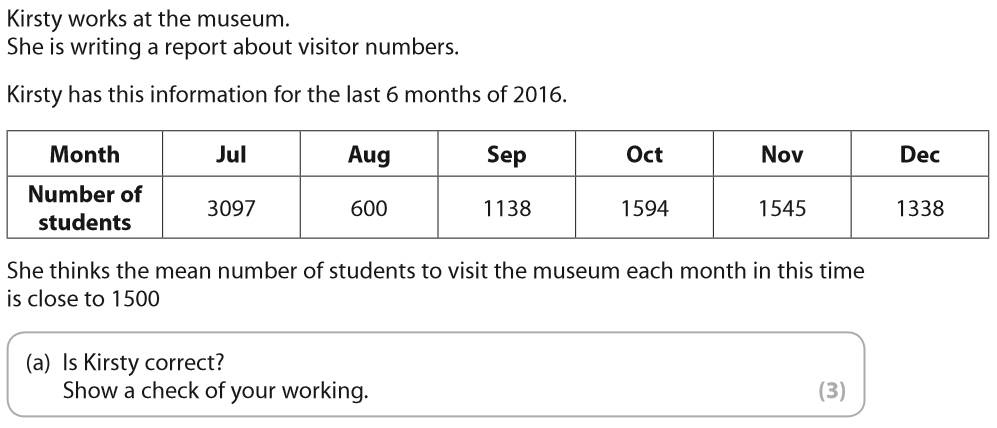 Kirsty works at the museum.
She is writing a report about visitor numbers.
Kirsty has this information for the last 6 months of 2016.
Month Jul Aug Sep Oct Nov Dec
Number of students 3097 600 1138 1594 1545 1338
She thinks the mean number of students to visit the museum each month in this time
is close to 1500
(a) Is Kirsty correct?
Show a check of your working. (3)